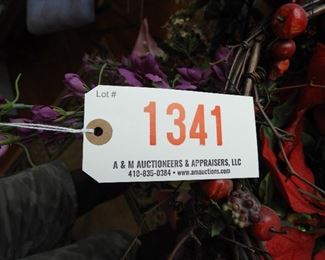 Lot #
1341
A & M AUCTIONEERS & APPRAISERS, LLC
410-835-0384 • www.amauctions.com